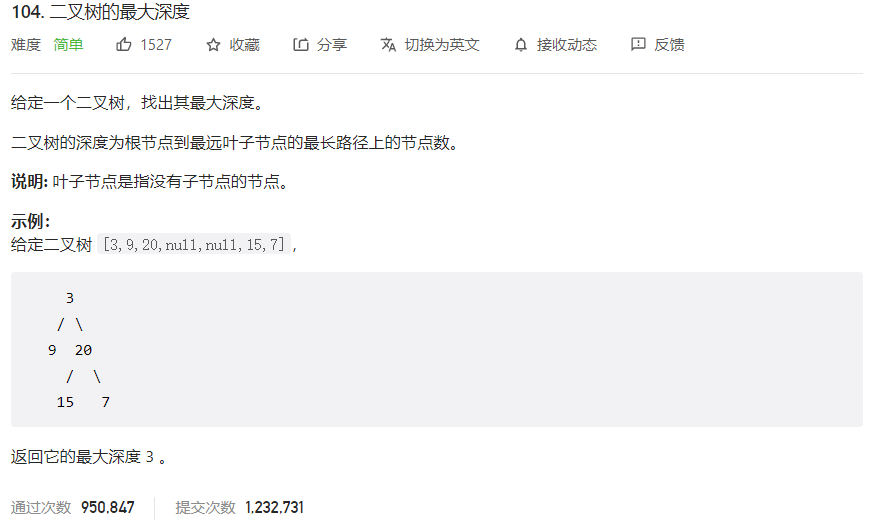 104. 二叉树的最大深度
难度 简单 1527 收藏 分享 切换为英文 接收动态 反馈
给定一个二叉树，找出其最大深度。
二叉树的深度为根节点到最远叶子节点的最长路径上的节点数。
说明: 叶子节点是指没有子节点的节点。
示例：
给定二叉树 [3,9,20,null,null,15,7]，
3
/ \
9 20
/ \
15 7
返回它的最大深度 3 。
通过次数 950,847 提交次数 1,232,731